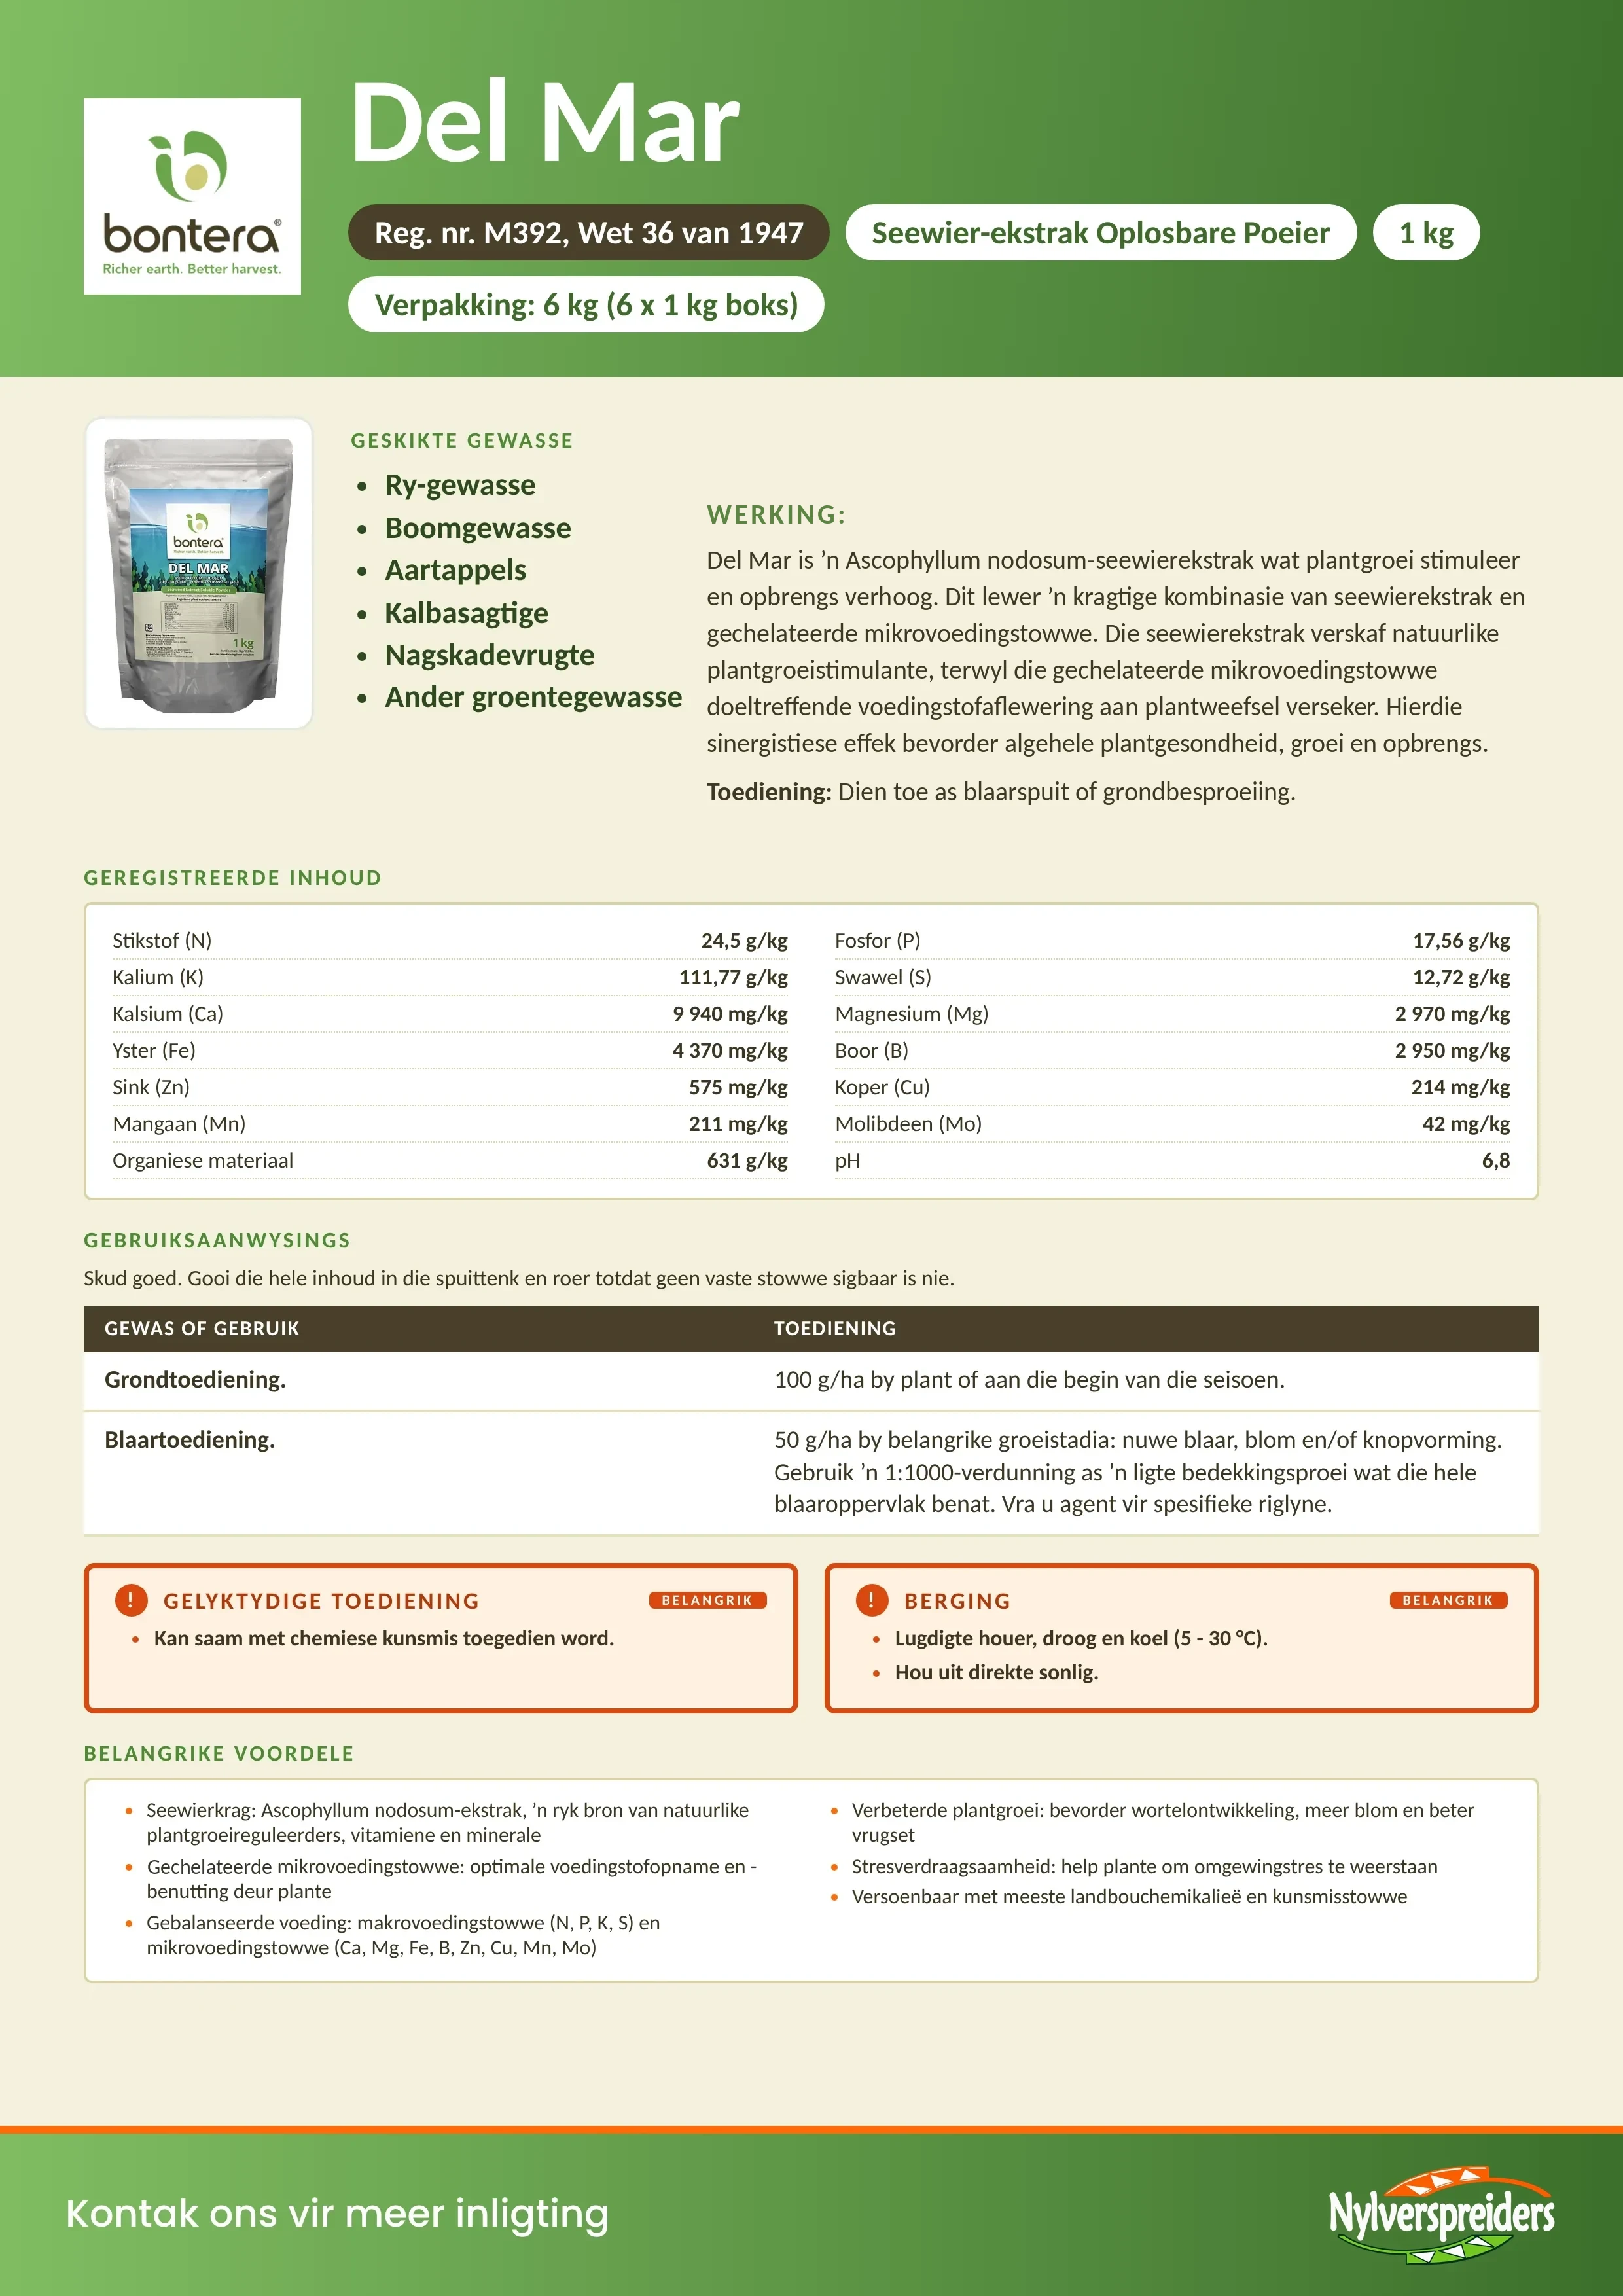 Del Mar
bontera®
Richer earth. Better harvest.
Reg. nr. M392, Wet 36 van 1947
Seewier-ekstrak Oplosbare Poeier
1 kg
Verpakking: 6 kg (6 x 1 kg boks)
bontera
DEL MAR
1 kg
GESKIKTE GEWASSE
• Ry-gewasse
• Boomgewasse
• Aartappels
• Kalbasagtige
• Nagskadevrugte
• Ander groentegewasse
WERKING:
Del Mar is ’n Ascophyllum nodosum-seewierekstrak wat plantgroei stimuleer
en opbrengs verhoog. Dit lewer ’n kragtige kombinasie van seewierekstrak en
gechelateerde mikrovoedingstowwe. Die seewierekstrak verskaf natuurlike
plantgroeistimulante, terwyl die gechelateerde mikrovoedingstowwe
doeltreffende voedingstofaflewering aan plantweefsel verseker. Hierdie
sinergistiese effek bevorder algehele plantgesondheid, groei en opbrengs.
Toediening: Dien toe as blaarspuit of grondbesproeiing.
GEREGISTREERDE INHOUD
Stikstof (N) 24,5 g/kg
Fosfor (P) 17,56 g/kg
Kalium (K) 111,77 g/kg
Swawel (S) 12,72 g/kg
Kalsium (Ca) 9 940 mg/kg
Magnesium (Mg) 2 970 mg/kg
Yster (Fe) 4 370 mg/kg
Boor (B) 2 950 mg/kg
Sink (Zn) 575 mg/kg
Koper (Cu) 214 mg/kg
Mangaan (Mn) 211 mg/kg
Molibdeen (Mo) 42 mg/kg
Organiese materiaal 631 g/kg
pH 6,8
GEBRUIKSAANWYSINGS
Skud goed. Gooi die hele inhoud in die spuittenk en roer totdat geen vaste stowwe sigbaar is nie.
GEWAS OF GEBRUIK TOEDIENING
Grondtoediening. 100 g/ha by plant of aan die begin van die seisoen.
Blaartoediening. 50 g/ha by belangrike groeistadia: nuwe blaar, blom en/of knopvorming.
Gebruik ’n 1:1000-verdunning as ’n ligte bedekkingsproei wat die hele
blaaroppervlak benat. Vra u agent vir spesifieke riglyne.
! GELYKTYDIGE TOEDIENING BELANGRIK
• Kan saam met chemiese kunsmis toegedien word.
! BERGING BELANGRIK
• Lugdigte houer, droog en koel (5 - 30 °C).
• Hou uit direkte sonlig.
BELANGRIKE VOORDELE
• Seewierkrag: Ascophyllum nodosum-ekstrak, ’n ryk bron van natuurlike
plantgroeireguleerders, vitamiene en minerale
• Gechelateerde mikrovoedingstowwe: optimale voedingstofopname en -
benutting deur plante
• Gebalanseerde voeding: makrovoedingstowwe (N, P, K, S) en
mikrovoedingstowwe (Ca, Mg, Fe, B, Zn, Cu, Mn, Mo)
• Verbeterde plantgroei: bevorder wortelontwikkeling, meer blom en beter
vrugset
• Stresverdraagsaamheid: help plante om omgewingstres te weerstaan
• Versoenbaar met meeste landbouchemikalieë en kunsmisstowwe
Kontak ons vir meer inligting
Nylverspreiders